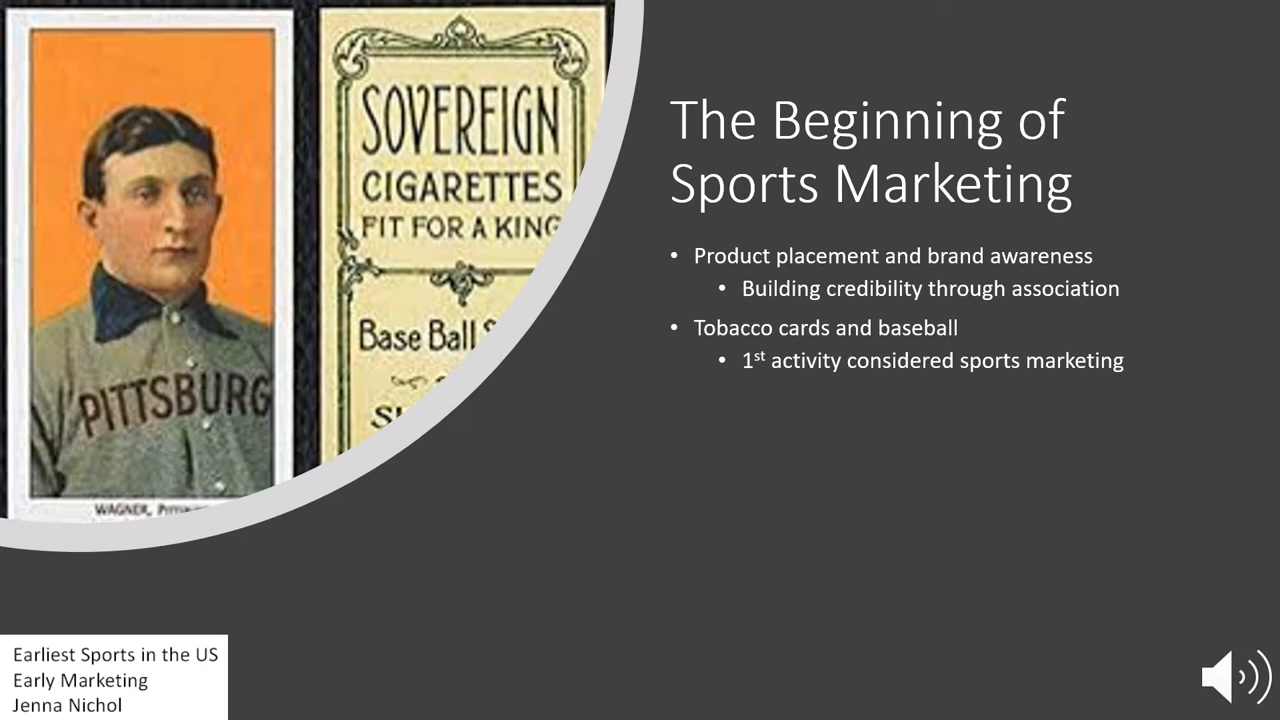 PITTSBURG
WAGNER,
SOVEREIGN
CIGARETTES
FIT FOR A KING
Base Ball
The Beginning of
Sports Marketing
• Product placement and brand awareness
• Building credibility through association
• Tobacco cards and baseball
• 1st activity considered sports marketing
Earliest Sports in the US
Early Marketing
Jenna Nichol